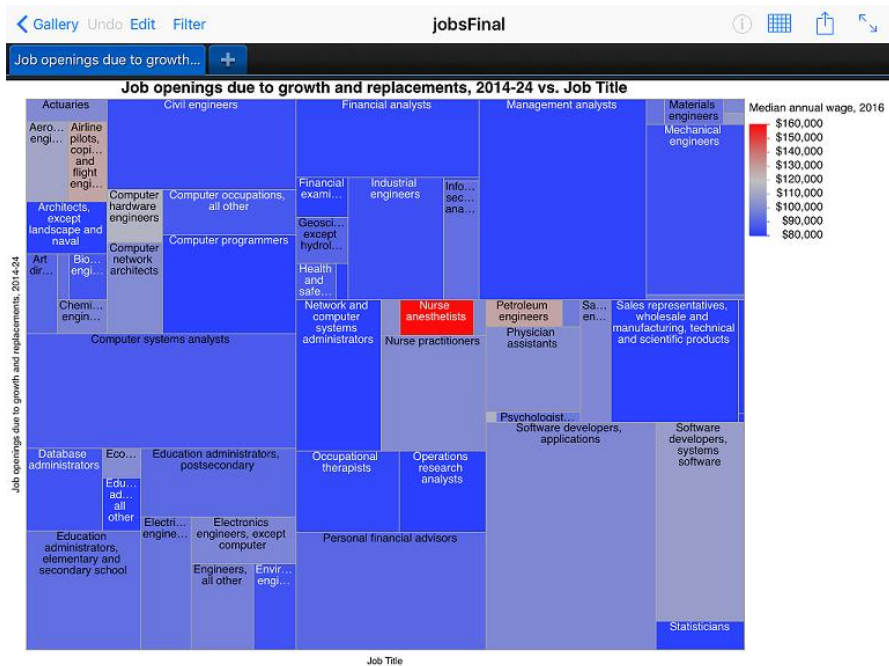 Gallery Undo Edit Filter jobsFinal
Job openings due to growth... +
Job openings due to growth and replacements, 2014-24 vs. Job Title
Median annual wage, 2016
$160,000
$150,000
$140,000
$130,000
$120,000
$110,000
$100,000
$90,000
$80,000
Job openings due to growth and replacements, 2014-24
Actuaries
Aero...
engi...
Airline
pilots,
copi...
and
flight
engi...
Architects,
except
landscape and
naval
Art
dir...
Bio...
engi...
Chemi...
engin...
Civil engineers
Computer
hardware
engineers
Computer occupations,
all other
Computer
network
architects
Computer programmers
Computer systems analysts
Database
administrators
Eco...
Edu...
ad...
all
other
Education administrators,
postsecondary
Education
administrators,
elementary and
secondary school
Electri...
engine...
Electronics
engineers, except
computer
Engineers,
all other
Envir...
engi...
Financial analysts
Financial
exami...
Geosci...
except
hydrol...
Health
and
safe...
Industrial
engineers
Info...
sec...
ana...
Management analysts
Materials
engineers
Mechanical
engineers
Network and
computer
systems
administrators
Nurse
anesthetists
Nurse practitioners
Occupational
therapists
Operations
research
analysts
Personal financial advisors
Petroleum
engineers
Physician
assistants
Psychologist...
Sa...
en...
Sales representatives,
wholesale and
manufacturing, technical
and scientific products
Software developers,
applications
Software
developers,
systems
software
Statisticians
Job Title